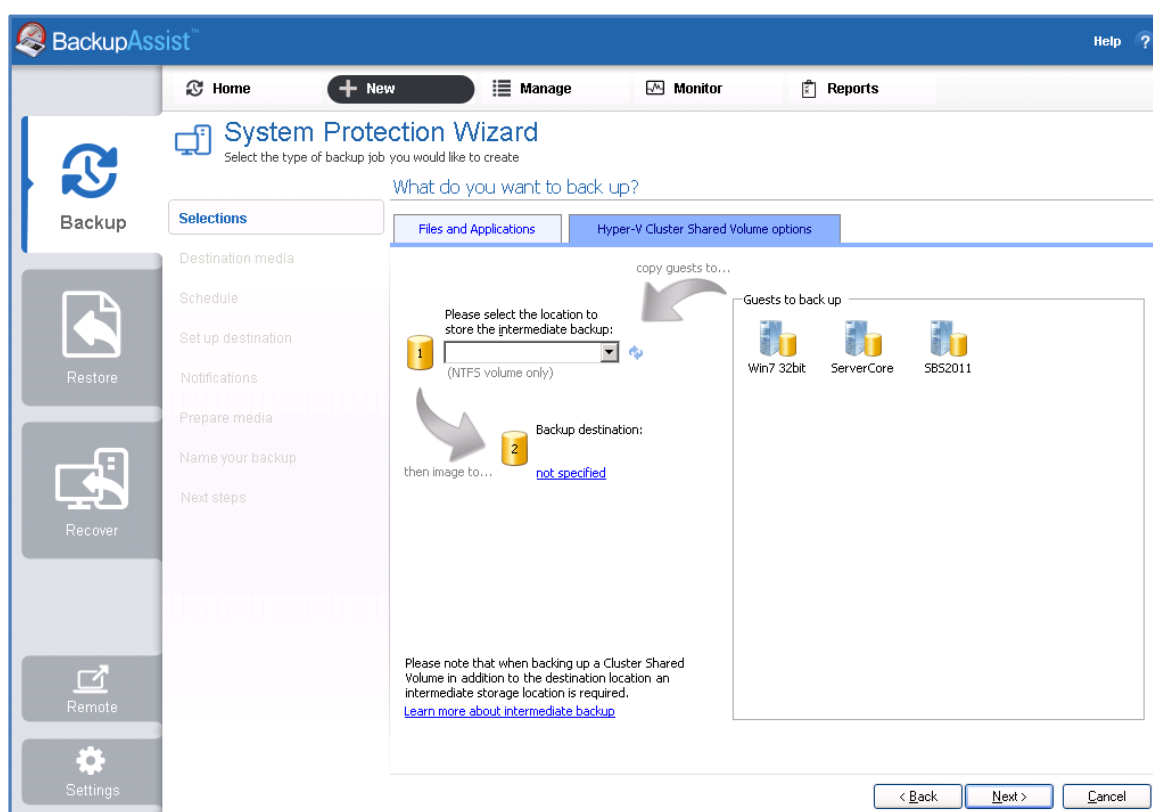 BackupAssist™
Help ?
Home
New
Manage
Monitor
Reports
System Protection Wizard
Select the type of backup job you would like to create
Backup
Restore
Recover
Remote
Settings
Selections
Destination media
Schedule
Set up destination
Notifications
Prepare media
Name your backup
Next steps
What do you want to back up?
Files and Applications
Hyper-V Cluster Shared Volume options
copy guests to...
Please select the location to
store the intermediate backup:
1
(NTFS volume only)
2
Backup destination:
then image to...
not specified
Guests to back up
Win7 32bit
ServerCore
SBS2011
Please note that when backing up a Cluster Shared
Volume in addition to the destination location an
intermediate storage location is required.
Learn more about intermediate backup
< Back
Next >
Cancel